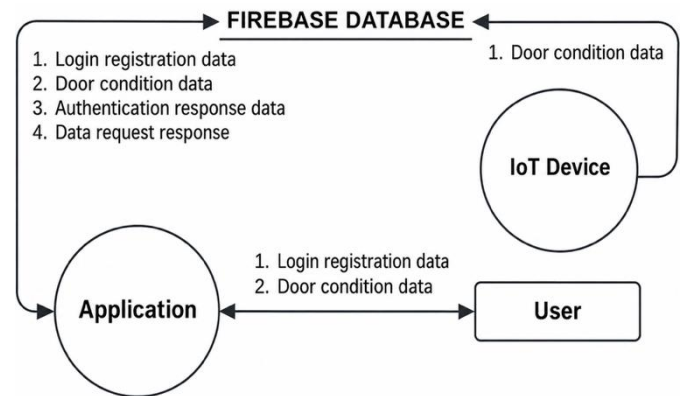 FIREBASE DATABASE
1. Login registration data
2. Door condition data
3. Authentication response data
4. Data request response
1. Door condition data
IoT Device
1. Login registration data
2. Door condition data
Application
User